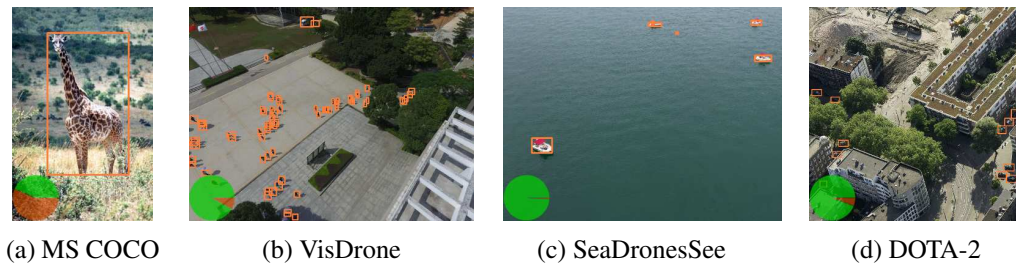 (a) MS COCO
(b) VisDrone
(c) SeaDronesSee
(d) DOTA-2